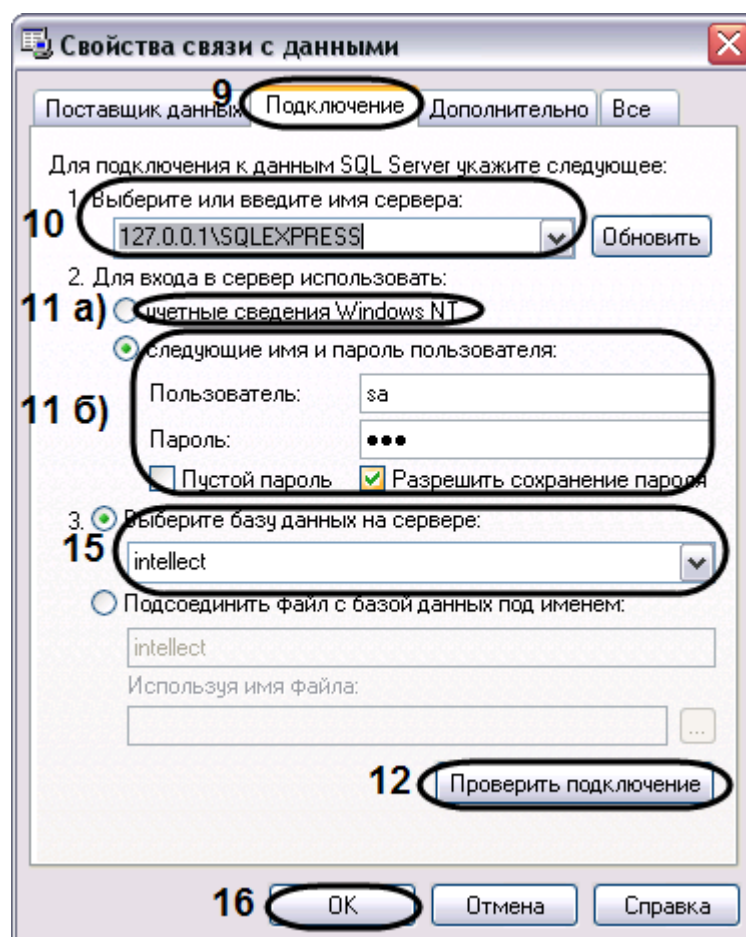 Свойства связи с данными
9
Поставщик данных Подключение Дополнительно Все
Для подключения к данным SQL Server укажите следующее:
1. Выберите или введите имя сервера:
10 127.0.0.1\SQLEXPRESS Обновить
2. Для входа в сервер использовать:
11 а) учетные сведения Windows NT
следующие имя и пароль пользователя:
11 б) Пользователь: sa
Пароль: •••
Пустой пароль Разрешить сохранение пароля
3. Выберите базу данных на сервере:
15 intellect
Подсоединить файл с базой данных под именем:
intellect
Используя имя файла:
...
12 Проверить подключение
16 OK Отмена Справка